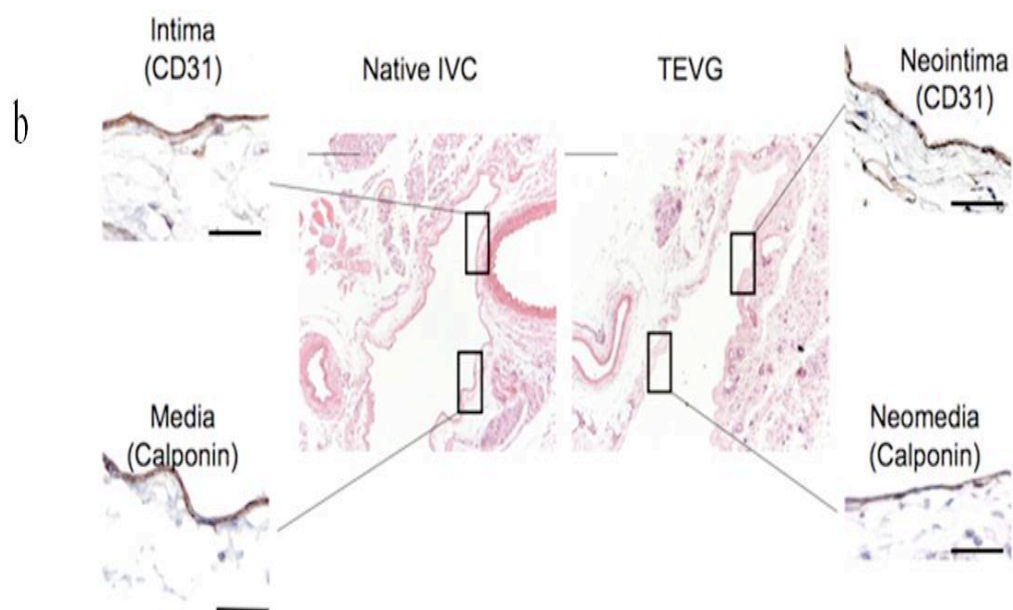 b
Intima
(CD31)
Native IVC
TEVG
Neointima
(CD31)
Media
(Calponin)
Neomedia
(Calponin)